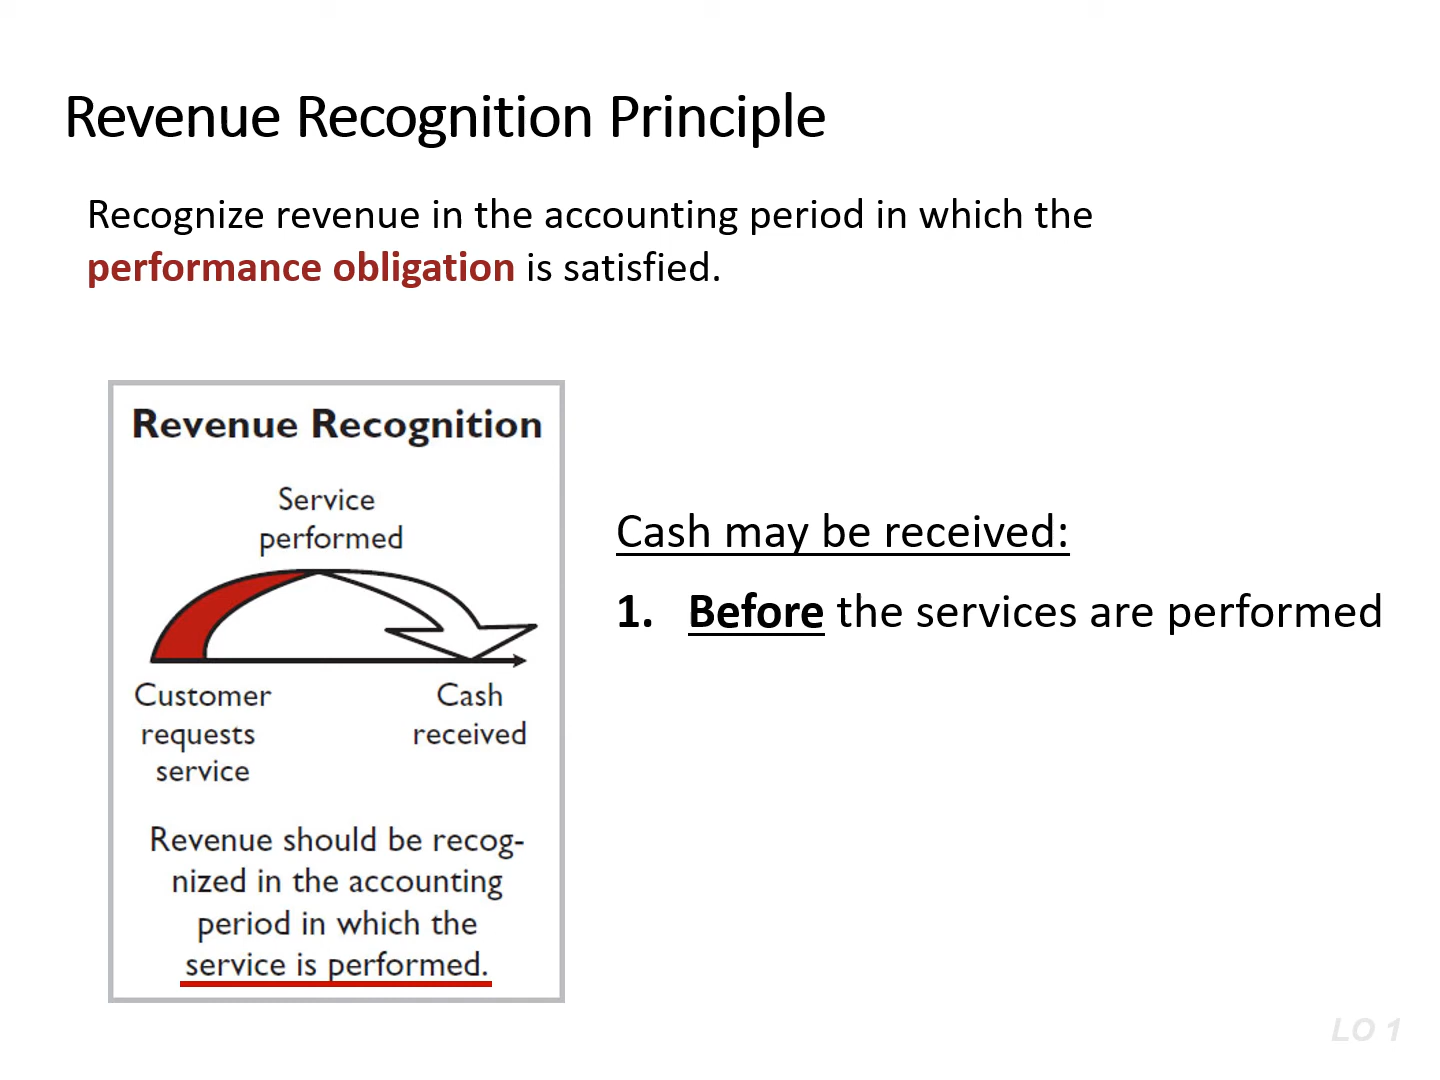 Revenue Recognition Principle
Recognize revenue in the accounting period in which the
performance obligation is satisfied.
Revenue Recognition
Service
performed
Customer
requests
service
Cash
received
Revenue should be recog-
nized in the accounting
period in which the
service is performed.
Cash may be received:
1. Before the services are performed
LO 1